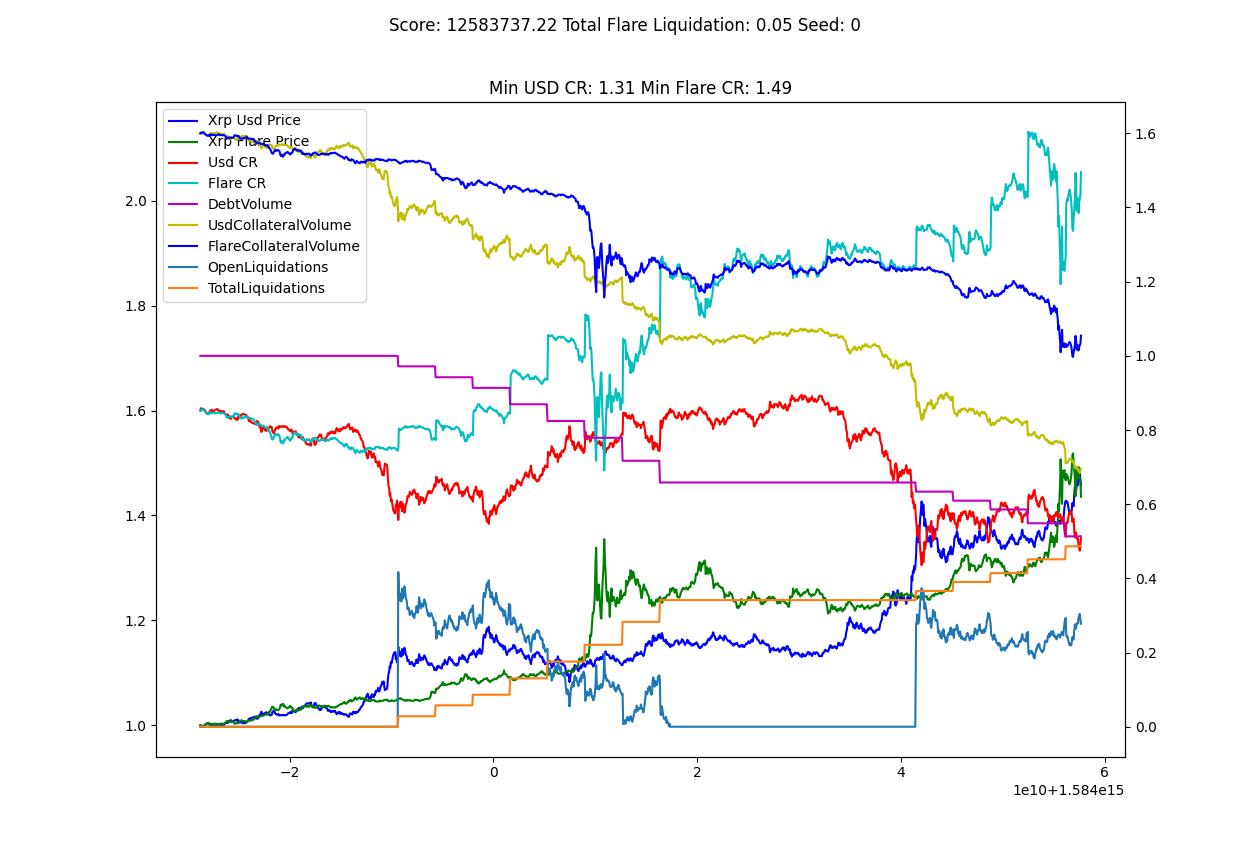 Score: 12583737.22 Total Flare Liquidation: 0.05 Seed: 0
Min USD CR: 1.31 Min Flare CR: 1.49
Xrp Usd Price
Xrp Flare Price
Usd CR
Flare CR
DebtVolume
UsdCollateralVolume
FlareCollateralVolume
OpenLiquidations
TotalLiquidations
2.0
1.8
1.6
1.4
1.2
1.0
1.6
1.4
1.2
1.0
0.8
0.6
0.4
0.2
0.0
−2 0 2 4 6
1e10+1.584e15